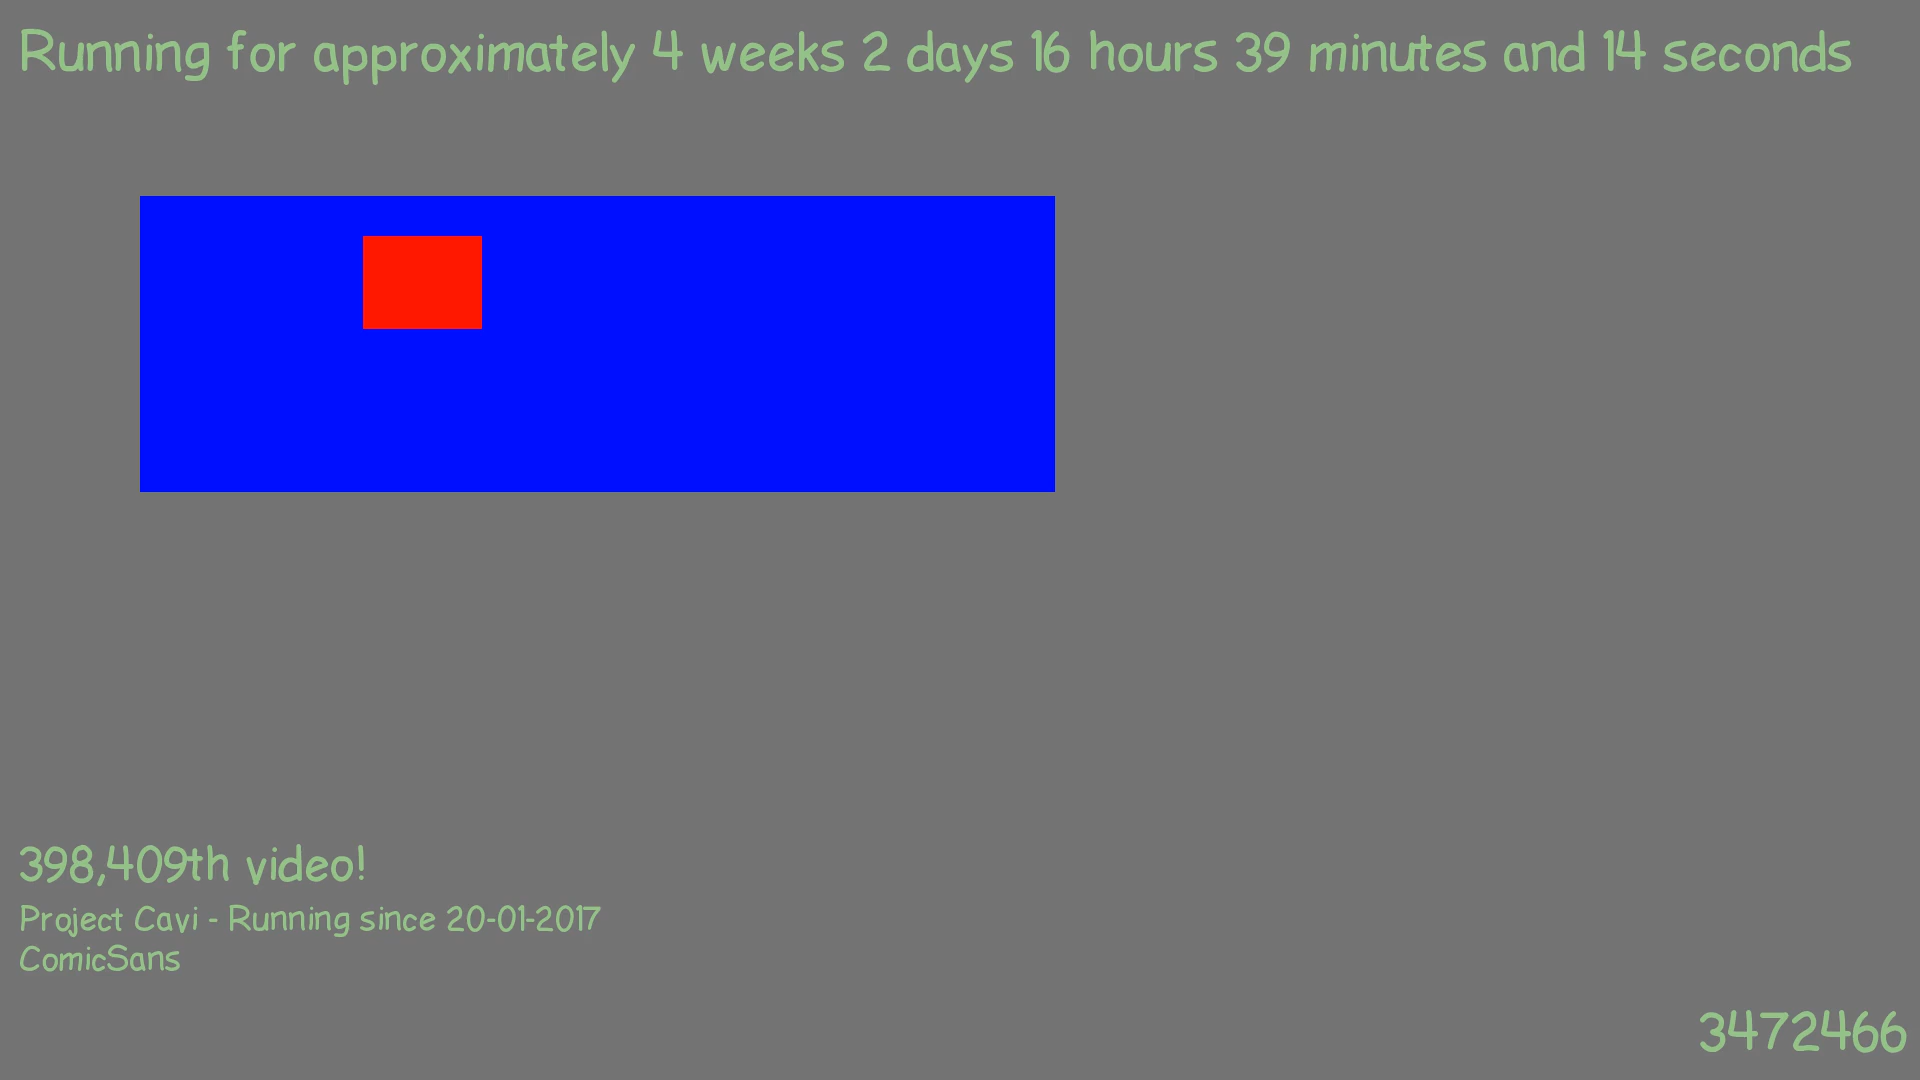 Running for approximately 4 weeks 2 days 16 hours 39 minutes and 14 seconds
398,409th video!
Project Cavi - Running since 20-01-2017
ComicSans
3472466